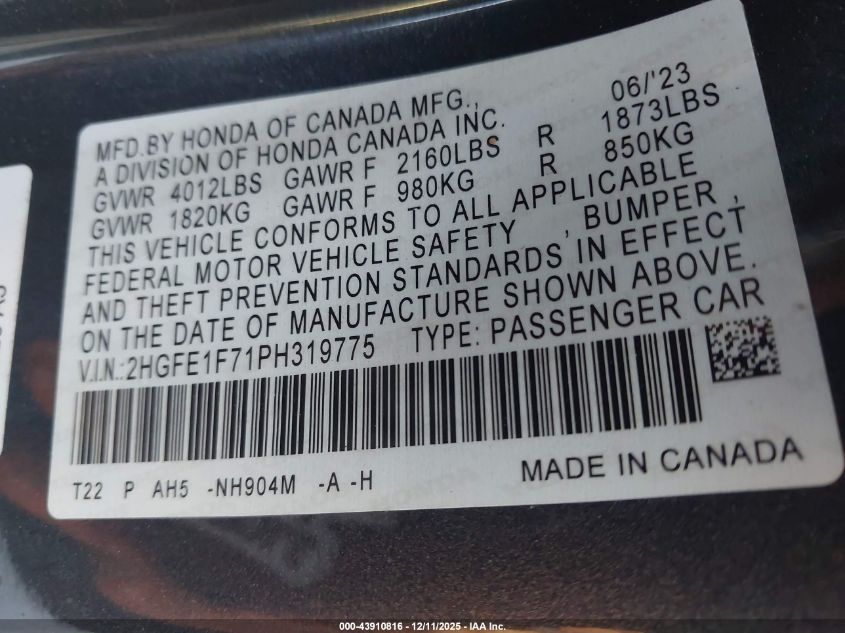 MFD.BY HONDA OF CANADA MFG., 06/'23
A DIVISION OF HONDA CANADA INC.
GVWR 4012LBS GAWR F 2160LBS R 1873LBS
GVWR 1820KG GAWR F 980KG R 850KG
THIS VEHICLE CONFORMS TO ALL APPLICABLE
FEDERAL MOTOR VEHICLE SAFETY , BUMPER ,
AND THEFT PREVENTION STANDARDS IN EFFECT
ON THE DATE OF MANUFACTURE SHOWN ABOVE.
V.I.N.:2HGFE1F71PH319775 TYPE: PASSENGER CAR
T22 P AH5 -NH904M -A -H MADE IN CANADA
000-43910816 - 12/11/2025 - IAA Inc.